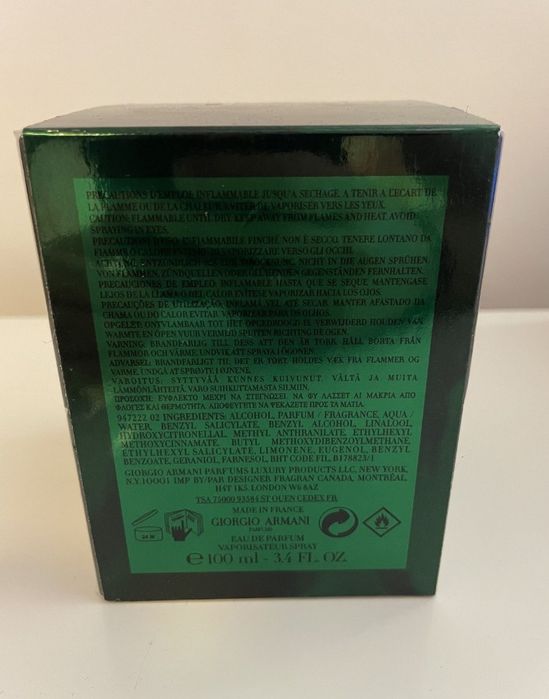 PRECAUTIONS D'EMPLOI: INFLAMMABLE JUSQU'A SECHAGE. A TENIR A L'ECART DE
LA FLAMME OU DE LA CHALEUR. EVITER DE VAPORISER VERS LES YEUX.
CAUTION: FLAMMABLE UNTIL DRY. KEEP AWAY FROM FLAMES AND HEAT. AVOID
SPRAYING IN EYES.
PRECAUZIONI D'USO: INFIAMMABILE FINCHÉ NON È SECCO. TENERE LONTANO DA
FIAMME O CALORE. VAPORIZZARE VERSO GLI OCCHI.
NICHT IN DIE AUGEN SPRÜHEN.
VON FLAMMEN, ZÜNDQUELLEN ODER GLÜHENDEN GEGENSTÄNDEN FERNHALTEN.
PRECAUCIONES DE EMPLEO: INFLAMABLE HASTA QUE SE SEQUE. MANTENGASE
LEJOS DE LA LLAMA O DEL CALOR. EVITESE VAPORIZAR HACIA LOS OJOS.
PRECAUÇÕES DE UTILIZAÇÃO: INFLAMÁVEL ATÉ SECAR. MANTER AFASTADO DA
CHAMA OU DO CALOR. EVITAR VAPORIZAR PARA OS OLHOS.
OPGELET: ONTVLAMBAAR TOT HET OPGEDROOGD IS. VERWIJDERD HOUDEN VAN
WARMTE EN OPEN VUUR. VERMIJD SPUITEN RICHTING DE OGEN.
VARNING: BRANDFARLIG TILL DESS ATT DEN ÄR TORR. HÅLL BORTA FRÅN
FLAMMOR OCH VÄRME. UNDVIK ATT SPRAYA I ÖGONEN.
ADVARSEL: BRANDFARLIGT TIL DET ER TØRT. HOLDES VÆK FRA FLAMMER OG
VARME. UNDGÅ AT SPRØJTE I ØJNENE.
VAROITUS: SYTTYVÄÄ KUNNES KUIVUNUT. VÄLTÄ JA MUITA
LÄMMÖNLÄHTEITÄ. VARO SUIHKUTTAMASTA SILMIIN.
ΠΡΟΣΟΧΗ: ΕΥΦΛΕΚΤΟ ΜΕΧΡΙ ΝΑ ΣΤΕΓΝΩΣΕΙ. ΝΑ ΦΥΛΑΣΣΕΤΑΙ ΜΑΚΡΙΑ ΑΠΟ
ΦΛΟΓΕΣ ΚΑΙ ΘΕΡΜΟΤΗΤΑ. ΑΠΟΦΕΥΓΕΤΕ ΝΑ ΨΕΚΑΖΕΤΕ ΠΡΟΣ ΤΑ ΜΑΤΙΑ.
947222 02 INGREDIENTS: ALCOHOL, PARFUM / FRAGRANCE, AQUA /
WATER, BENZYL SALICYLATE, BENZYL ALCOHOL, LINALOOL,
HYDROXYCITRONELLAL, METHYL ANTHRANILATE, ETHYLHEXYL
METHOXYCINNAMATE, BUTYL METHOXYDIBENZOYLMETHANE,
ETHYLHEXYL SALICYLATE, LIMONENE, EUGENOL, BENZYL
BENZOATE, GERANIOL, FARNESOL, BHT CODE FIL. B178823/1
GIORGIO ARMANI PARFUMS LUXURY PRODUCTS LLC, NEW YORK,
N.Y. 10001 IMP BY/PAR DESIGNER FRAGRAN CANADA, MONTRÉAL,
H4T 1K5. LONDON W6 8AZ
TSA 75000 93584 ST OUEN CEDEX FR.
MADE IN FRANCE
GIORGIO ARMANI
PARFUMS
24 M
EAU DE PARFUM
VAPORISATEUR SPRAY
℮ 100 ml - 3.4 FL. OZ.